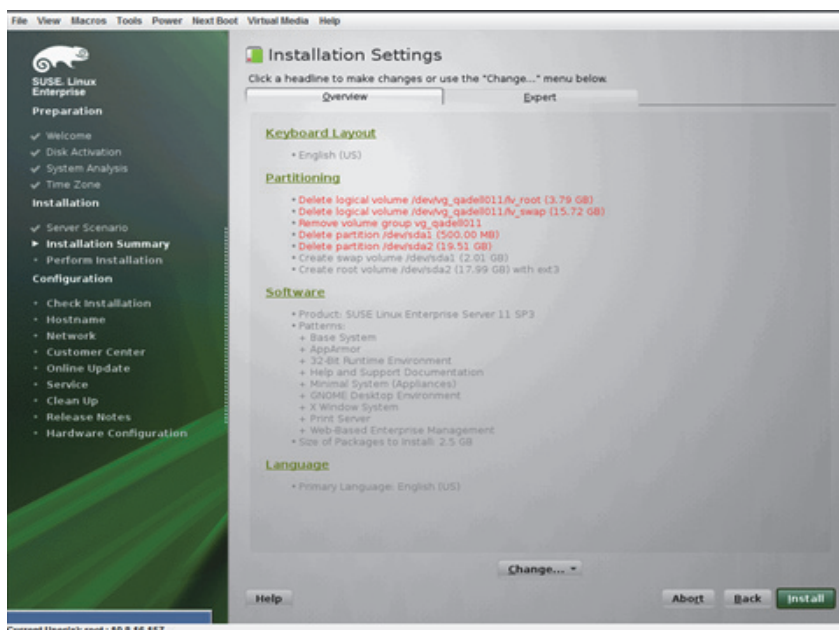 File View Macros Tools Power Next Boot Virtual Media Help
SUSE. Linux
Enterprise
Preparation
✓ Welcome
✓ Disk Activation
✓ System Analysis
✓ Time Zone
Installation
✓ Server Scenario
▶ Installation Summary
• Perform Installation
Configuration
• Check Installation
• Hostname
• Network
• Customer Center
• Online Update
• Service
• Clean Up
• Release Notes
• Hardware Configuration
Installation Settings
Click a headline to make changes or use the "Change..." menu below.
Overview Expert
Keyboard Layout
• English (US)
Partitioning
• Delete logical volume /dev/vg_qadell011/lv_root (3.79 GB)
• Delete logical volume /dev/vg_qadell011/lv_swap (15.72 GB)
• Remove volume group vg_qadell011
• Delete partition /dev/sda1 (500.00 MB)
• Delete partition /dev/sda2 (19.51 GB)
• Create swap volume /dev/sda1 (2.01 GB)
• Create root volume /dev/sda2 (17.99 GB) with ext3
Software
• Product: SUSE Linux Enterprise Server 11 SP3
• Patterns:
+ Base System
+ AppArmor
+ 32-Bit Runtime Environment
+ Help and Support Documentation
+ Minimal System (Appliances)
+ GNOME Desktop Environment
+ X Window System
+ Print Server
+ Web-Based Enterprise Management
• Size of Packages to Install: 2.5 GB
Language
• Primary Language: English (US)
Change...
Help Abort Back Install
Current User(s): root :